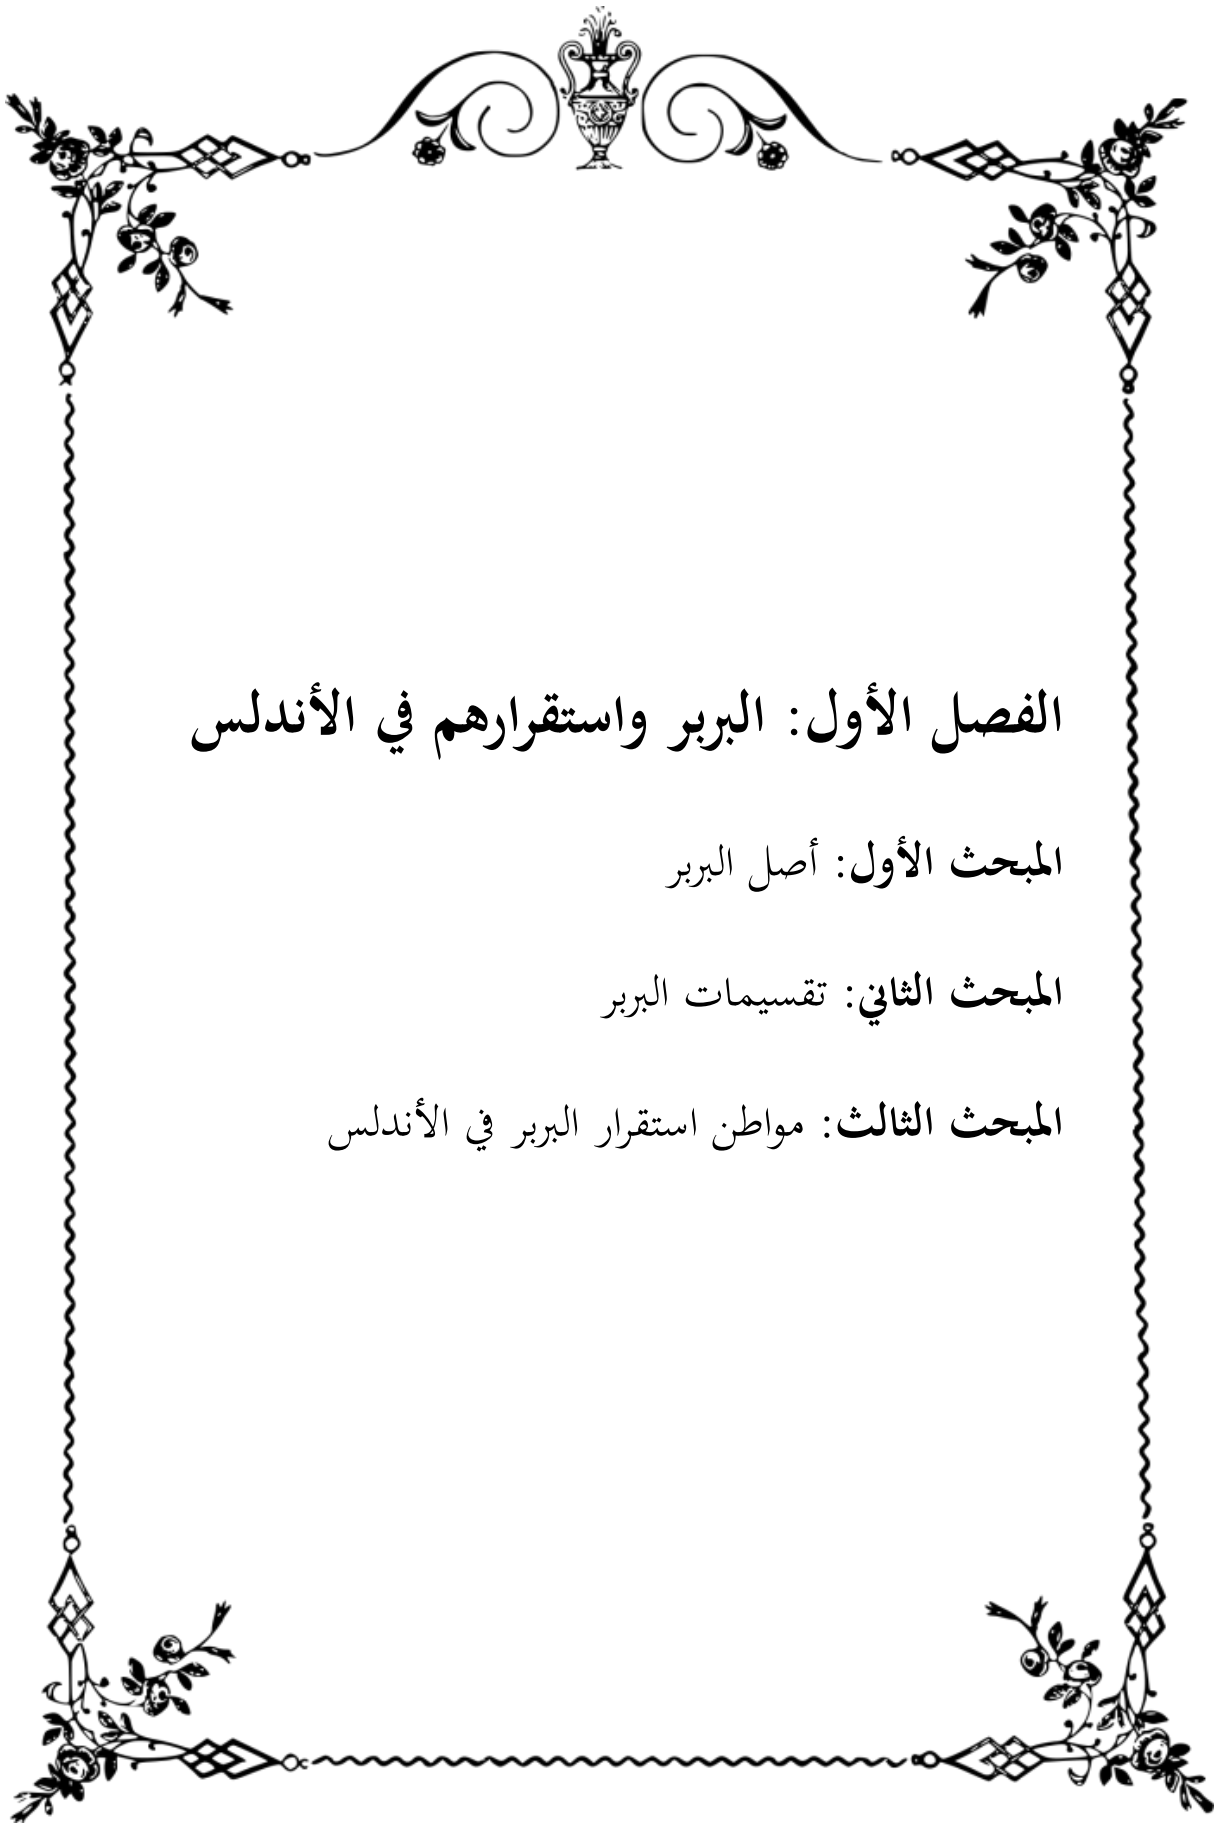 الفصل الأول: البربر واستقرارهم في الأندلس
المبحث الأول: أصل البربر
المبحث الثاني: تقسيمات البربر
المبحث الثالث: مواطن استقرار البربر في الأندلس